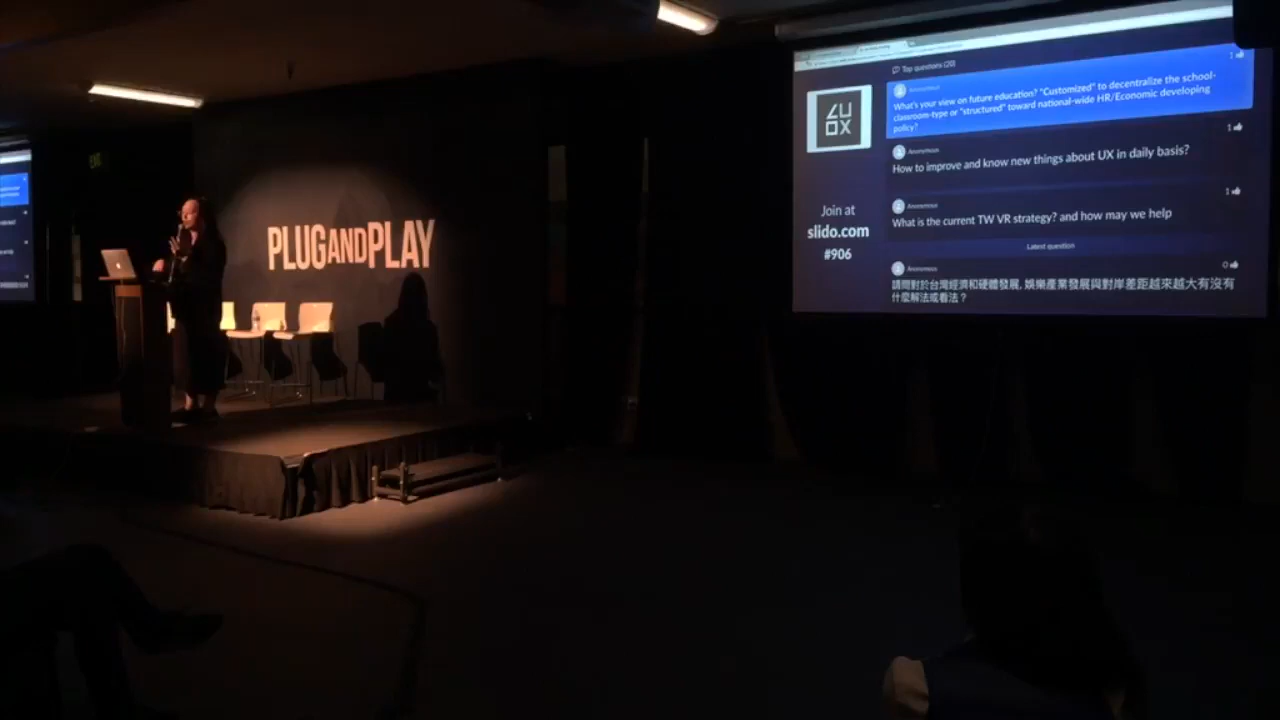 PLUGANDPLAY
Top questions (20)
Anonymous
1
What's your view on future education? "Customized" to decentralize the school-
classroom-type or "structured" toward national-wide HR/Economic developing
policy?
Anonymous
1
How to improve and know new things about UX in daily basis?
Anonymous
1
What is the current TW VR strategy? and how may we help
Latest question
Anonymous
0
請問對於台灣經濟和硬體發展, 娛樂產業發展與對岸差距越來越大有沒有
什麼解法或看法？
Join at
slido.com
#906